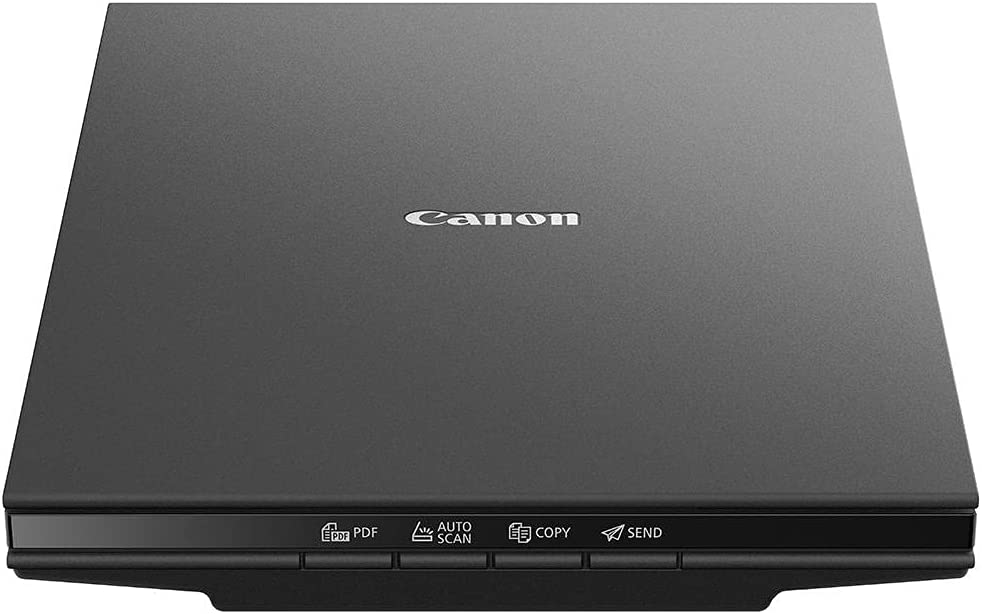 Canon
PDF PDF
AUTO
SCAN
COPY
SEND